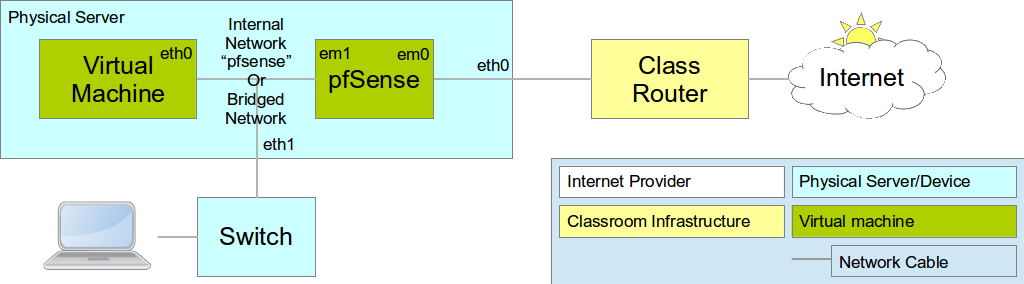 Physical Server
Virtual
Machine
eth0
Internal
Network
“pfsense”
Or
Bridged
Network
em1
em0
pfSense
eth0
eth1
Class
Router
Internet
Switch
Internet Provider
Physical Server/Device
Classroom Infrastructure
Virtual machine
Network Cable